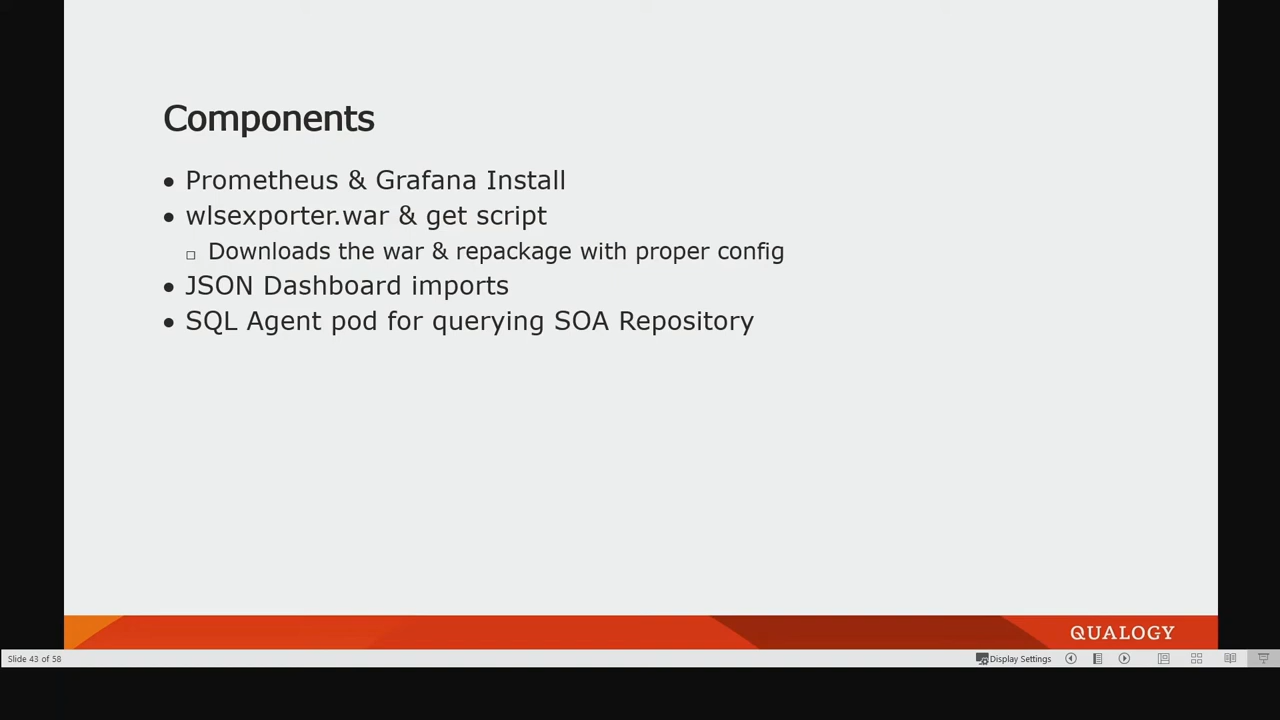 Components
• Prometheus & Grafana Install
• wlsexporter.war & get script
□ Downloads the war & repackage with proper config
• JSON Dashboard imports
• SQL Agent pod for querying SOA Repository
QUALOGY
Slide 43 of 58
Display Settings